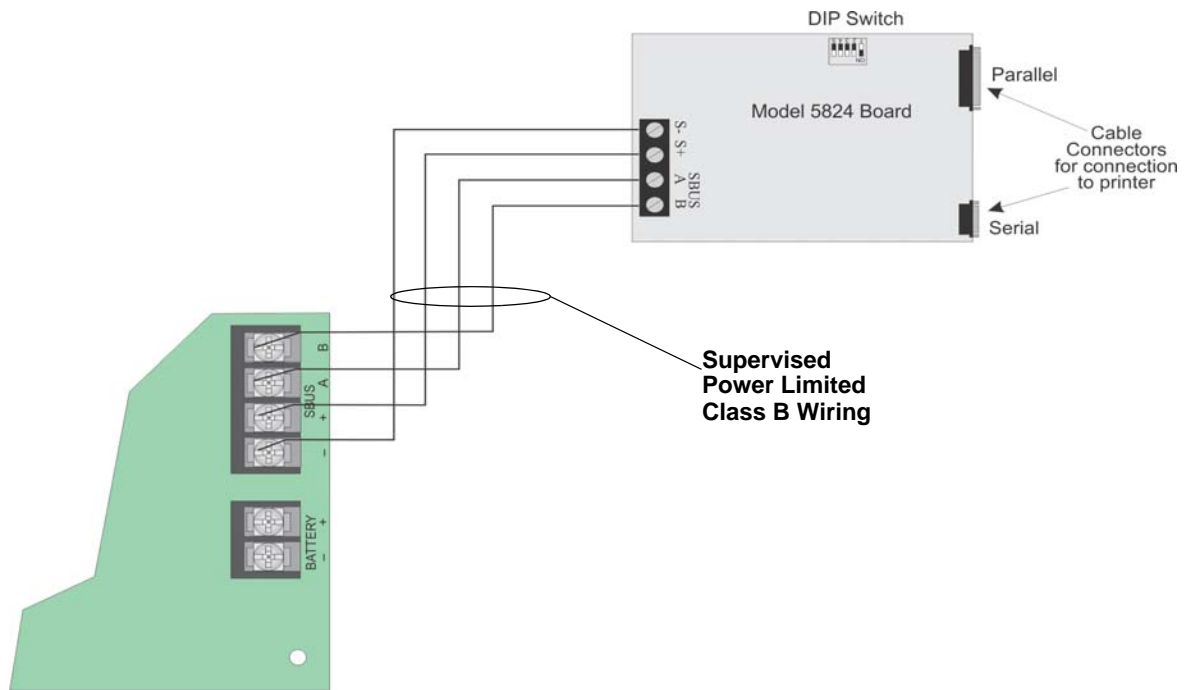 DIP Switch
ON
Parallel
Model 5824 Board
S-
S+
A
B
SBUS
Cable
Connectors
for connection
to printer
Serial
Supervised
Power Limited
Class B Wiring
B
A
+
–
SBUS
+
–
BATTERY